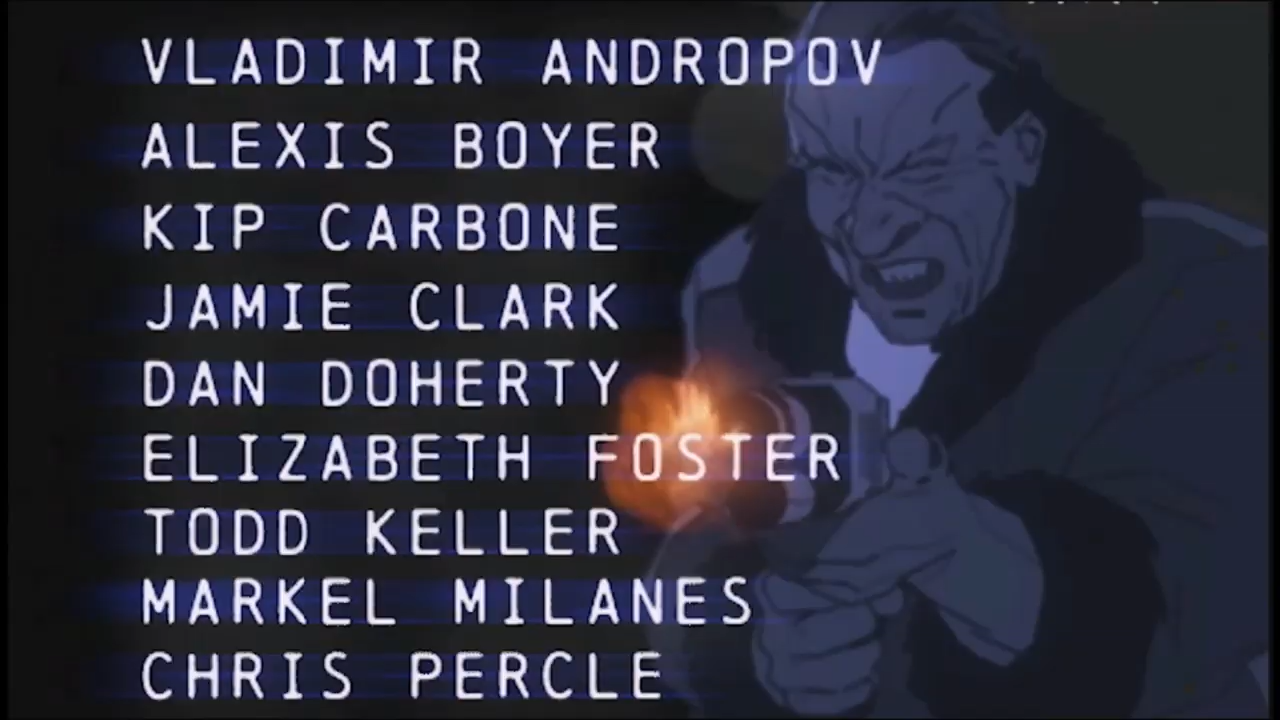 VLADIMIR ANDROPOV
ALEXIS BOYER
KIP CARBONE
JAMIE CLARK
DAN DOHERTY
ELIZABETH FOSTER
TODD KELLER
MARKEL MILANES
CHRIS PERCLE